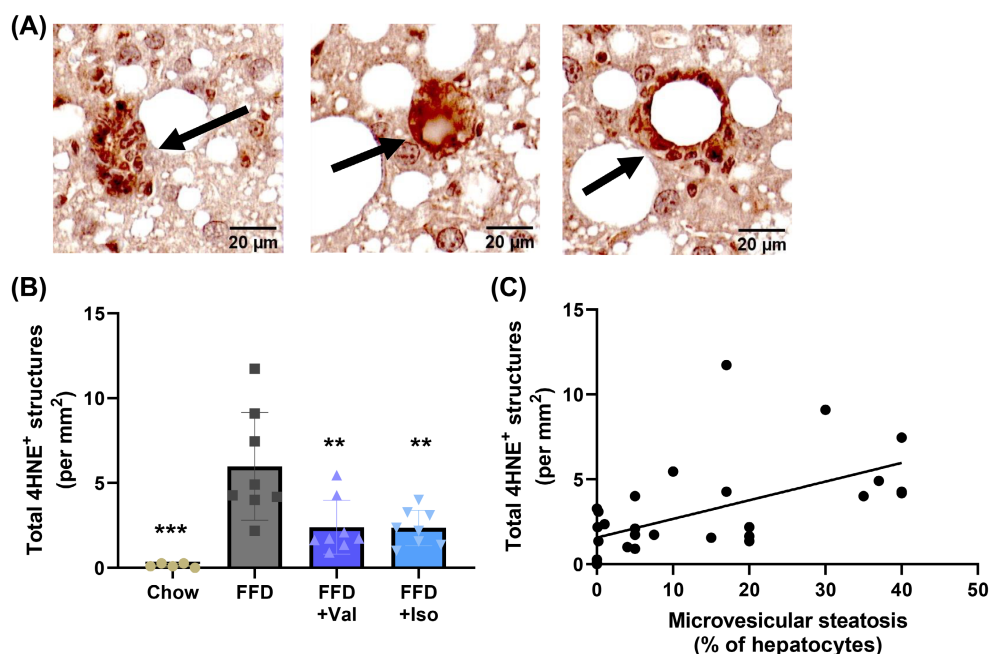 (A)
20 µm
20 µm
20 µm
(B)
Total 4HNE+ structures
(per mm2)
15
10
5
0
***
**
**
Chow
FFD
FFD
+Val
FFD
+Iso
(C)
Total 4HNE+ structures
(per mm2)
15
10
5
0
0
10
20
30
40
50
Microvesicular steatosis
(% of hepatocytes)